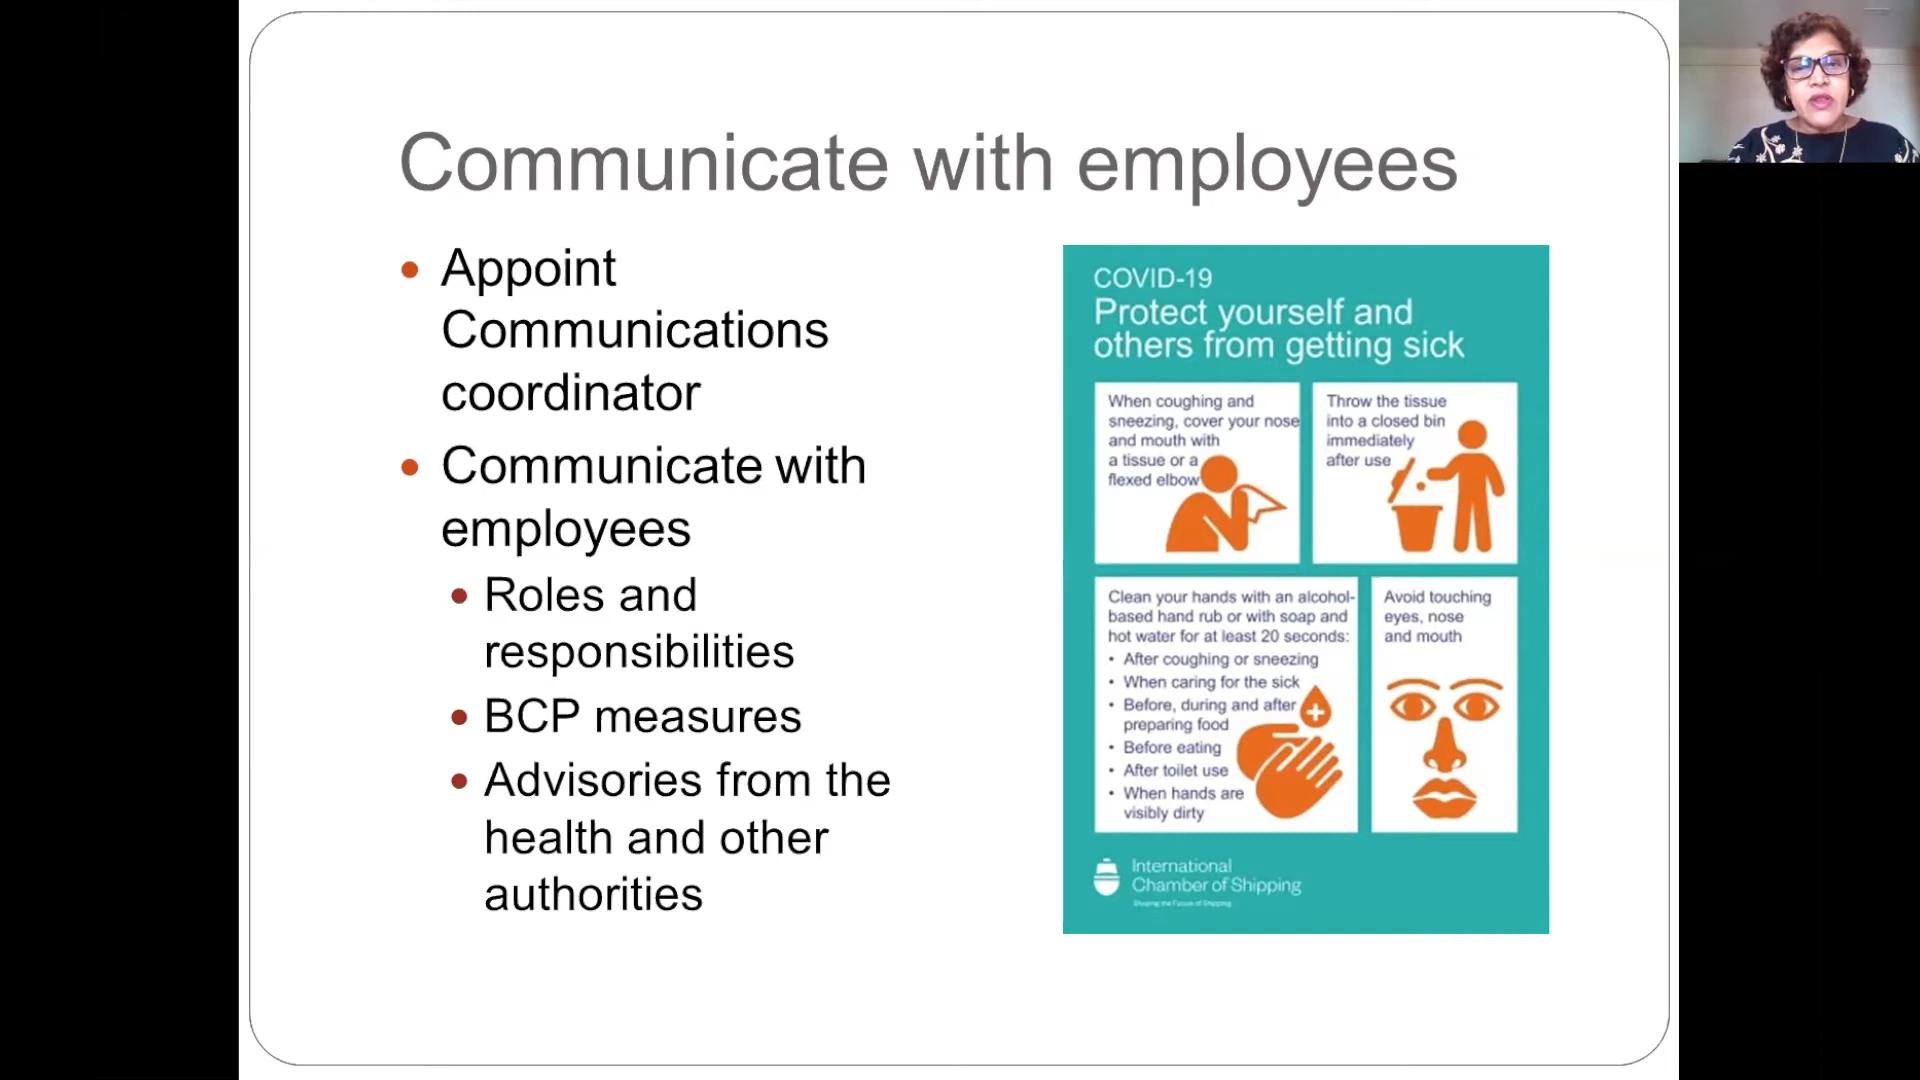 Communicate with employees
Appoint
Communications
coordinator
Communicate with
employees
Roles and
responsibilities
BCP measures
Advisories from the
health and other
authorities
COVID-19
Protect yourself and
others from getting sick
When coughing and
sneezing, cover your nose
and mouth with
a tissue or a
flexed elbow
Throw the tissue
into a closed bin
immediately
after use
Clean your hands with an alcohol-
based hand rub or with soap and
hot water for at least 20 seconds:
• After coughing or sneezing
• When caring for the sick
• Before, during and after
preparing food
• Before eating
• After toilet use
• When hands are
visibly dirty
Avoid touching
eyes, nose
and mouth
International
Chamber of Shipping
Shaping the Future of Shipping